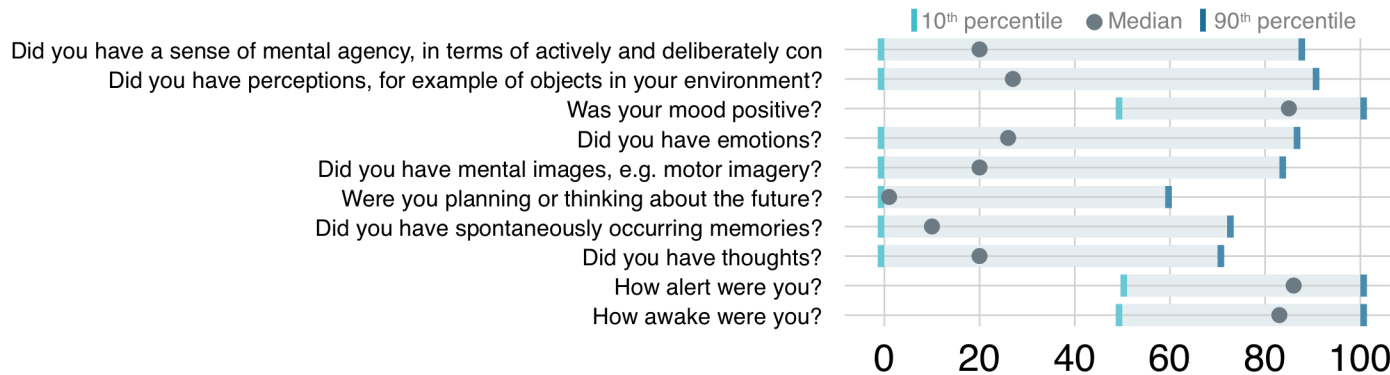 10th percentile Median 90th percentile
Did you have a sense of mental agency, in terms of actively and deliberately con
Did you have perceptions, for example of objects in your environment?
Was your mood positive?
Did you have emotions?
Did you have mental images, e.g. motor imagery?
Were you planning or thinking about the future?
Did you have spontaneously occurring memories?
Did you have thoughts?
How alert were you?
How awake were you?
0 20 40 60 80 100